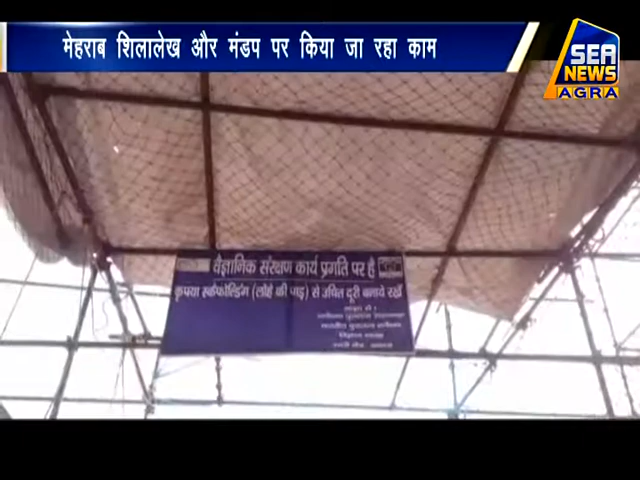 मेहराब शिलालेख और मंडप पर किया जा रहा काम
SEA
NEWS
AGRA
वैज्ञानिक संरक्षण कार्य प्रगति पर है
कृपया स्कैफोल्डिंग (लोहे की पाड़) से उचित दूरी बनाये रखें